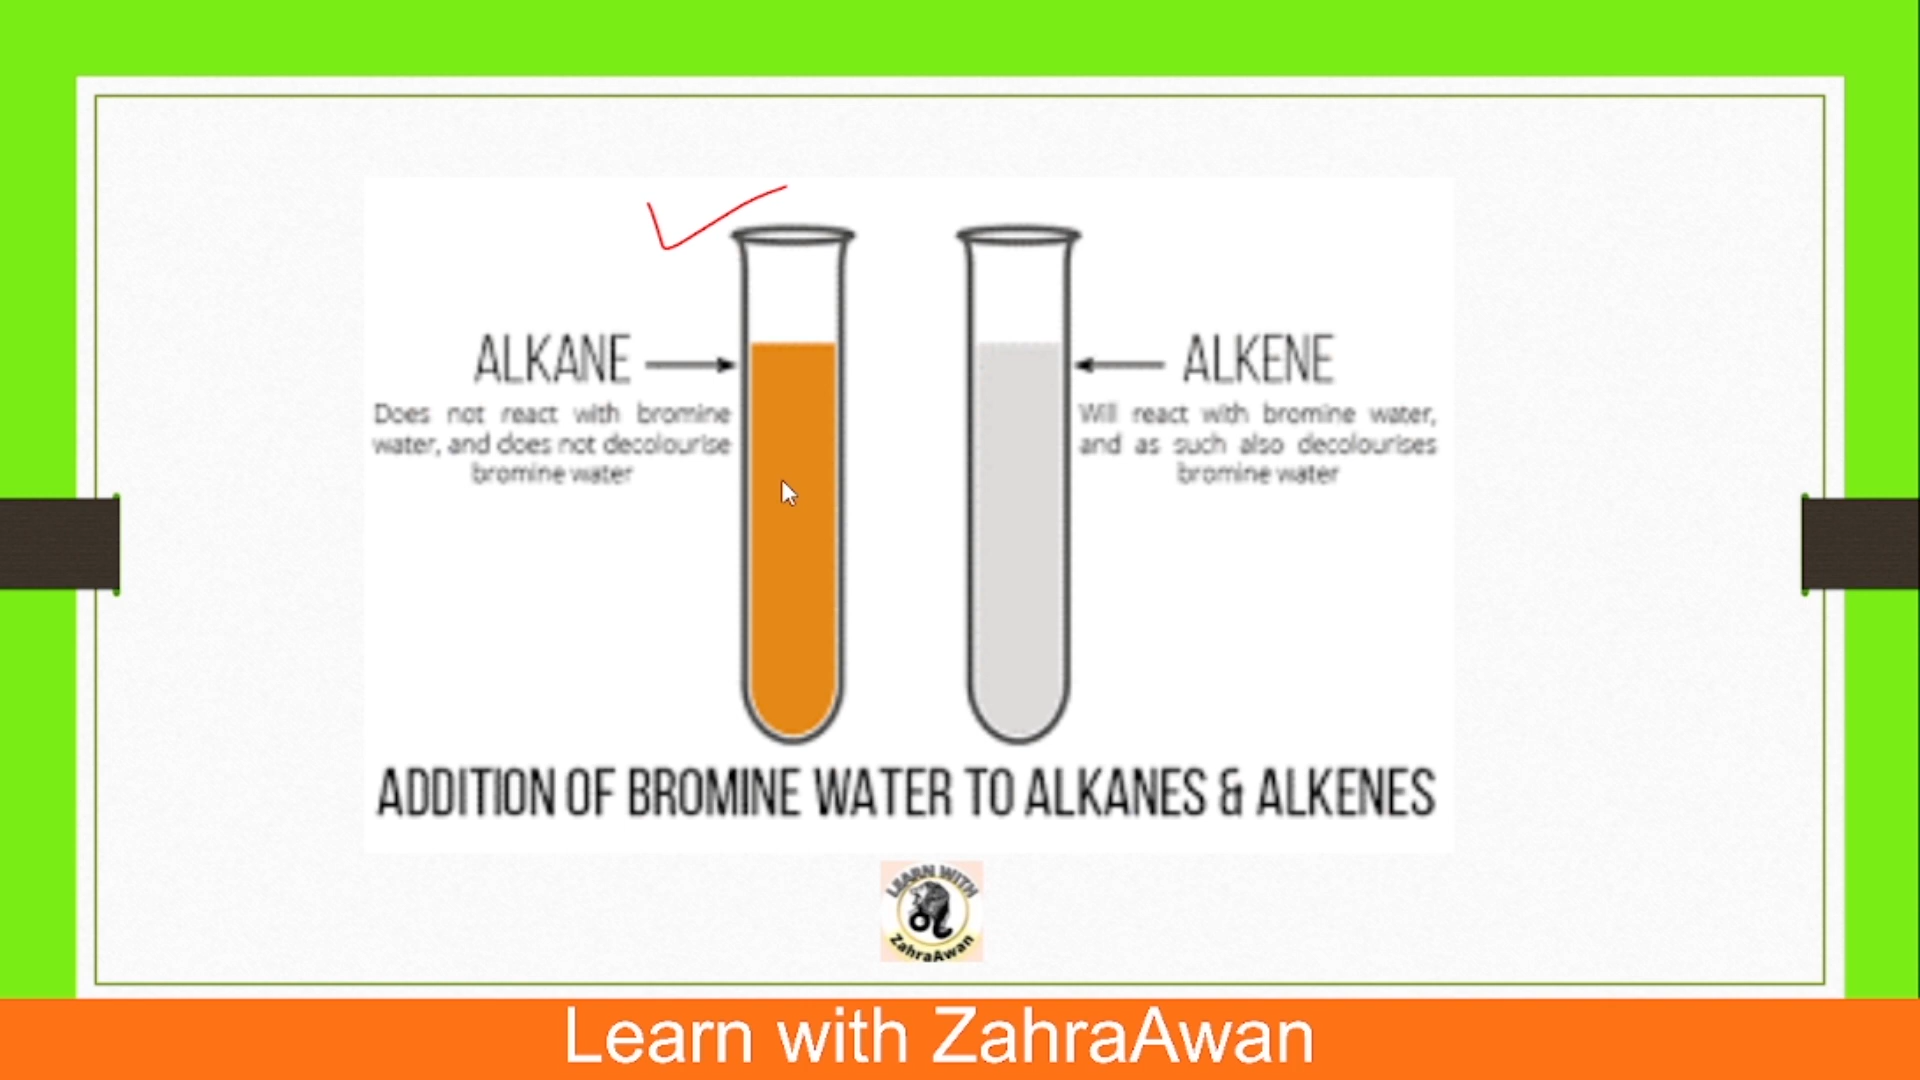 ALKANE
Does not react with bromine
water, and does not decolourise
bromine water
ALKENE
Will react with bromine water,
and as such also decolourises
bromine water
ADDITION OF BROMINE WATER TO ALKANES & ALKENES
LEARN WITH
ZahraAwan
Learn with ZahraAwan